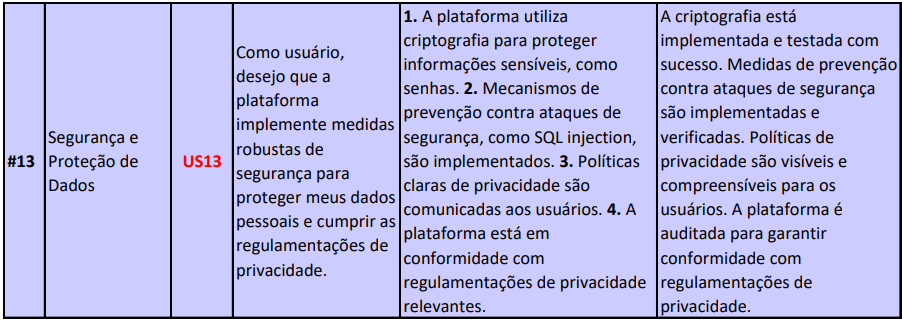 #13
Segurança e
Proteção de
Dados
US13
Como usuário,
desejo que a
plataforma
implemente medidas
robustas de
segurança para
proteger meus dados
pessoais e cumprir as
regulamentações de
privacidade.
1. A plataforma utiliza
criptografia para proteger
informações sensíveis, como
senhas. 2. Mecanismos de
prevenção contra ataques de
segurança, como SQL injection,
são implementados. 3. Políticas
claras de privacidade são
comunicadas aos usuários. 4. A
plataforma está em
conformidade com
regulamentações de privacidade
relevantes.
A criptografia está
implementada e testada com
sucesso. Medidas de prevenção
contra ataques de segurança
são implementadas e
verificadas. Políticas de
privacidade são visíveis e
compreensíveis para os
usuários. A plataforma é
auditada para garantir
conformidade com
regulamentações de
privacidade.